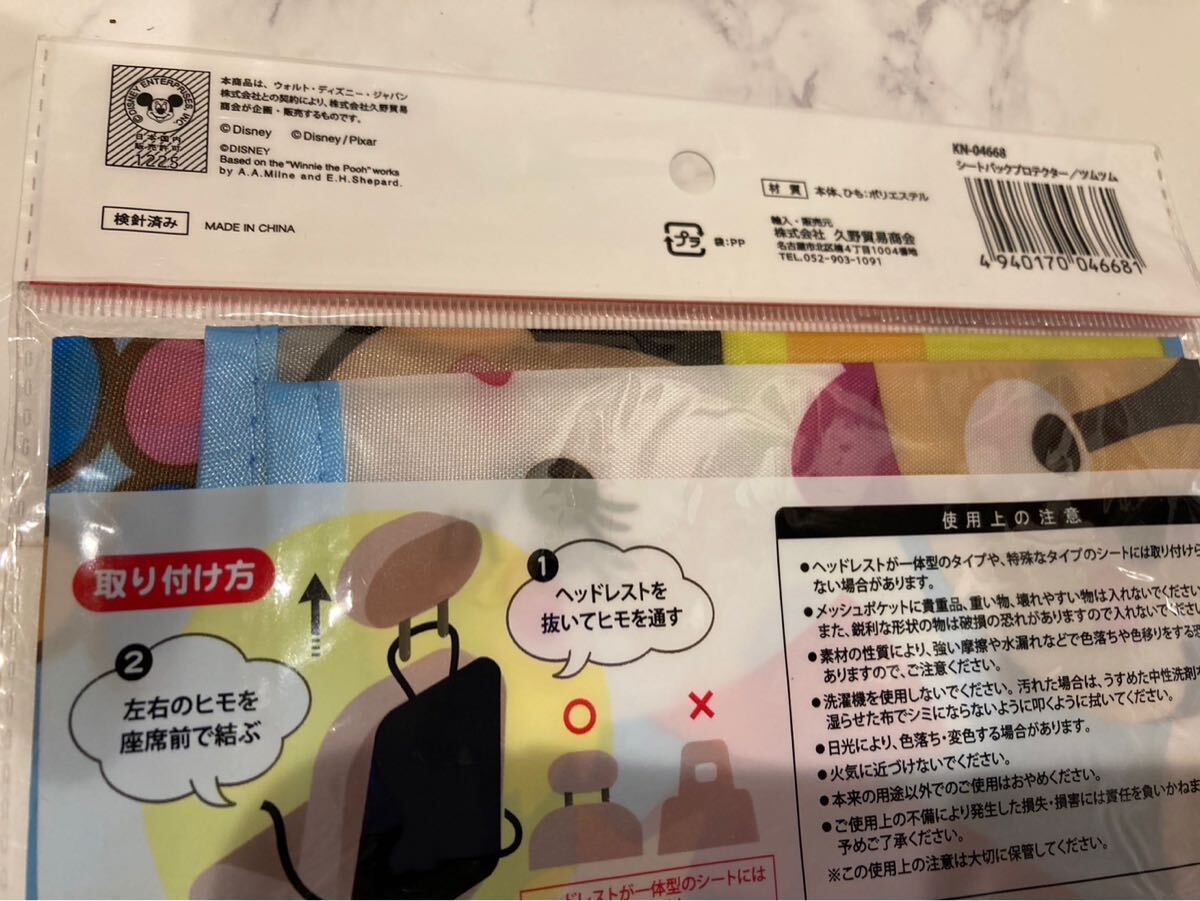 ©DISNEY ENTERPRISES, INC.
日本国内
販売許可
1225
本商品は、ウォルト・ディズニー・ジャパン
株式会社との契約により、株式会社久野貿易
商会が企画・販売するものです。
©Disney ©Disney/Pixar
©DISNEY
Based on the "Winnie the Pooh" works
by A.A.Milne and E.H.Shepard.
検針済み MADE IN CHINA
プラ 袋:PP
材質 本体、ひも:ポリエステル
輸入・販売元
株式会社 久野貿易商会
名古屋市北区楠4丁目1004番地
TEL.052-903-1091
KN-04668
シートバックプロテクター/ツムツム
4 940170 046681
取り付け方
1
ヘッドレストを
抜いてヒモを通す
2
左右のヒモを
座席前で結ぶ
ヘッドレストが一体型のシートには
使用上の注意
●ヘッドレストが一体型のタイプや、特殊なタイプのシートには取り付けら
ない場合があります。
●メッシュポケットに貴重品、重い物、壊れやすい物は入れないでください
また、鋭利な形状の物は破損の恐れがありますので入れないでくださ
●素材の性質により、強い摩擦や水漏れなどで色落ちや色移りをする恐
ありますので、ご注意ください。
●洗濯機を使用しないでください。汚れた場合は、うすめた中性洗剤を
湿らせた布でシミにならないように叩くように拭いてください。
●日光により、色落ち・変色する場合があります。
●火気に近づけないでください。
●本来の用途以外でのご使用はおやめください。
●ご使用上の不備により発生した損失・損害には責任を負いかねま
予めご了承ください。
※この使用上の注意は大切に保管してください。